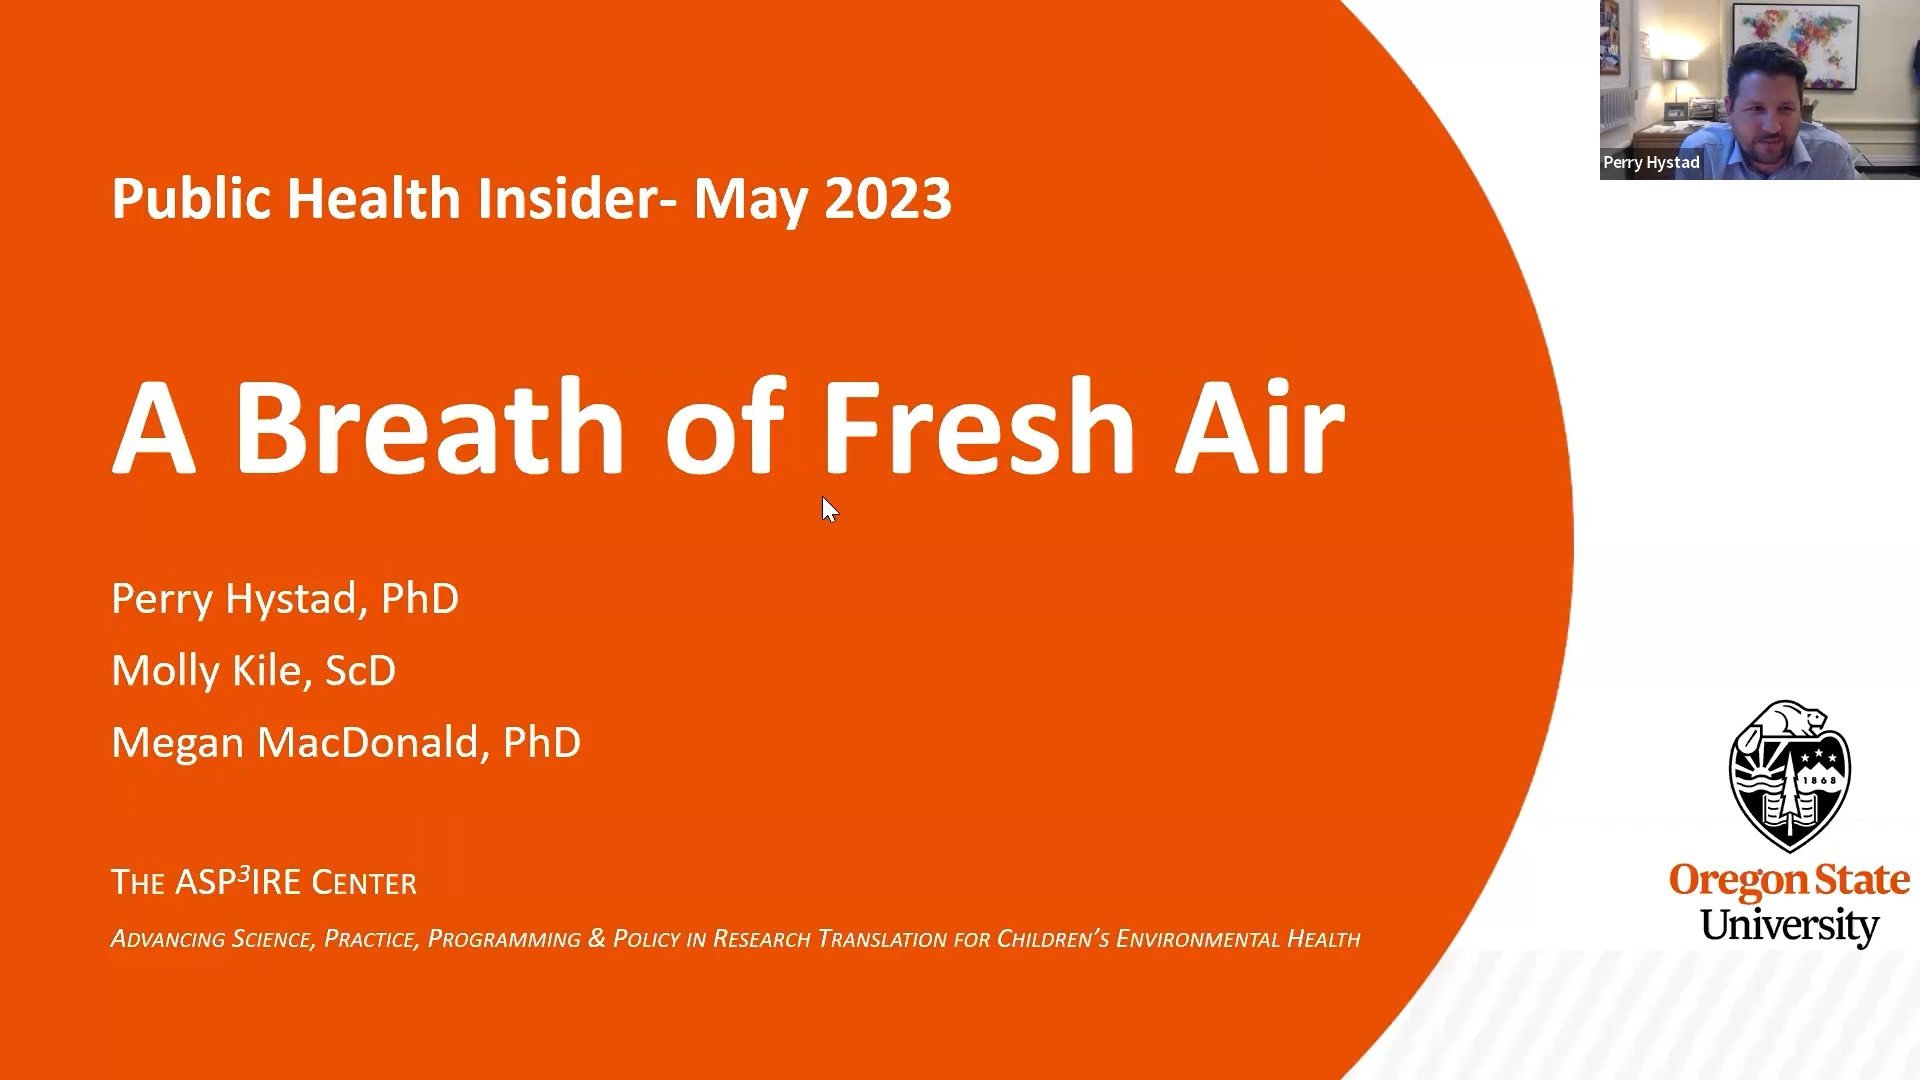 Public Health Insider- May 2023
A Breath of Fresh Air
Perry Hystad, PhD
Molly Kile, ScD
Megan MacDonald, PhD
THE ASP³IRE CENTER
ADVANCING SCIENCE, PRACTICE, PROGRAMMING & POLICY IN RESEARCH TRANSLATION FOR CHILDREN'S ENVIRONMENTAL HEALTH
Perry Hystad
1868
Oregon State
University